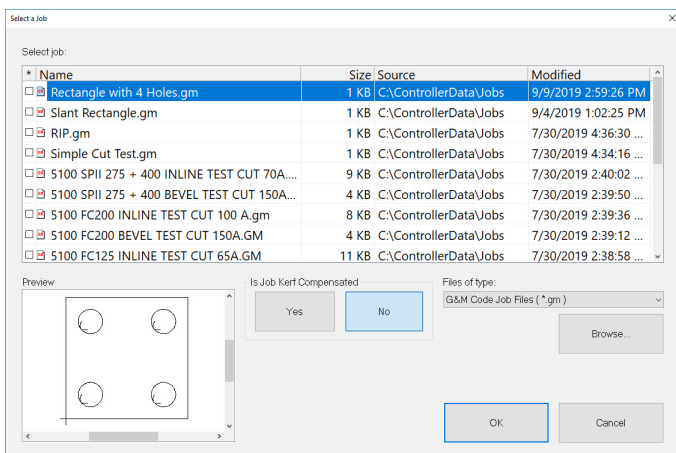 Select a Job
Select job:
* Name Size Source Modified
Rectangle with 4 Holes.gm 1 KB C:\ControllerData\Jobs 9/9/2019 2:59:26 PM
Slant Rectangle.gm 1 KB C:\ControllerData\Jobs 9/4/2019 1:02:25 PM
RIP.gm 1 KB C:\ControllerData\Jobs 7/30/2019 4:36:30 ...
Simple Cut Test.gm 1 KB C:\ControllerData\Jobs 7/30/2019 4:34:16 ...
5100 SPII 275 + 400 INLINE TEST CUT 70A.... 9 KB C:\ControllerData\Jobs 7/30/2019 2:40:02 ...
5100 SPII 275 + 400 BEVEL TEST CUT 150A... 4 KB C:\ControllerData\Jobs 7/30/2019 2:39:50 ...
5100 FC200 INLINE TEST CUT 100 A.gm 8 KB C:\ControllerData\Jobs 7/30/2019 2:39:36 ...
5100 FC200 BEVEL TEST CUT 150A.GM 4 KB C:\ControllerData\Jobs 7/30/2019 2:39:12 ...
5100 FC125 INLINE TEST CUT 65A.GM 11 KB C:\ControllerData\Jobs 7/30/2019 2:38:58 ...
Preview Is Job Kerf Compensated Files of type:
Yes No G&M Code Job Files ( *.gm )
Browse...
OK Cancel